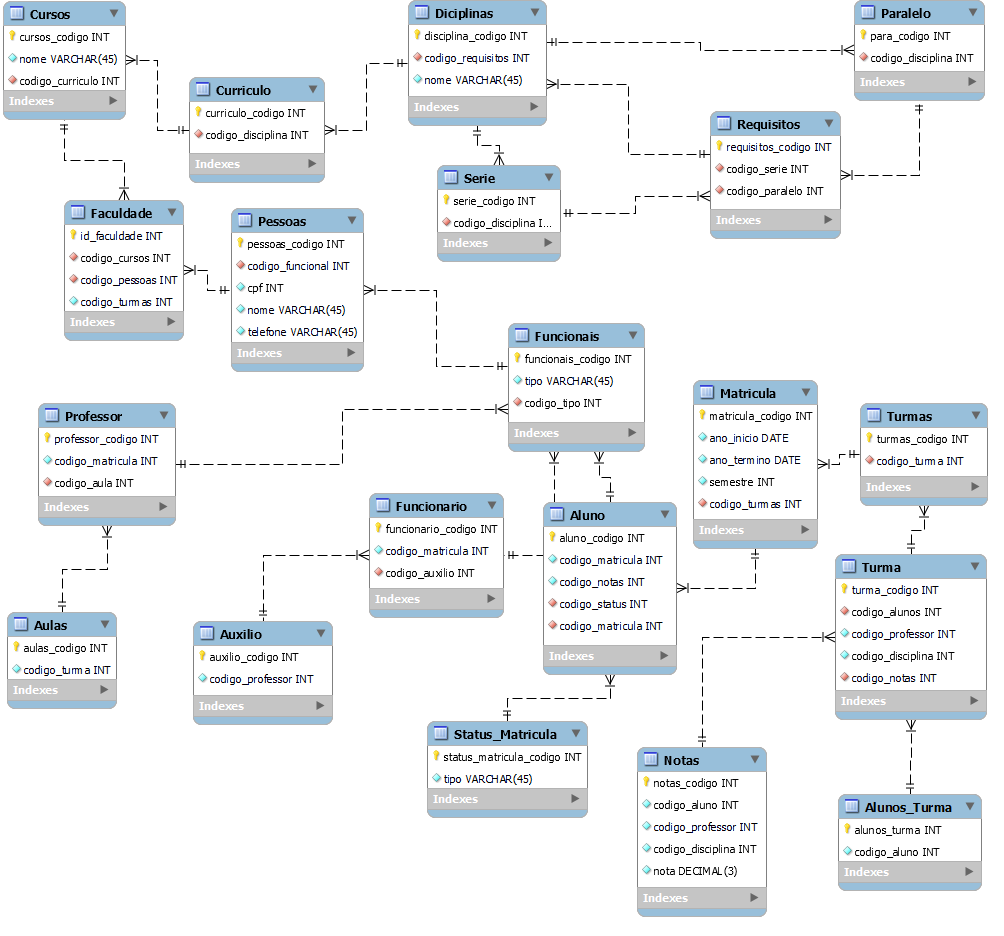 Cursos
cursos_codigo INT
nome VARCHAR(45)
codigo_curriculo INT
Indexes
Curriculo
curriculo_codigo INT
codigo_disciplina INT
Indexes
Diciplinas
disciplina_codigo INT
codigo_requisitos INT
nome VARCHAR(45)
Indexes
Paralelo
para_codigo INT
codigo_disciplina INT
Indexes
Requisitos
requisitos_codigo INT
codigo_serie INT
codigo_paralelo INT
Indexes
Serie
serie_codigo INT
codigo_disciplina I...
Indexes
Faculdade
id_faculdade INT
codigo_cursos INT
codigo_pessoas INT
codigo_turmas INT
Indexes
Pessoas
pessoas_codigo INT
codigo_funcional INT
cpf INT
nome VARCHAR(45)
telefone VARCHAR(45)
Indexes
Funcionais
funcionais_codigo INT
tipo VARCHAR(45)
codigo_tipo INT
Indexes
Matricula
matricula_codigo INT
ano_inicio DATE
ano_termino DATE
semestre INT
codigo_turmas INT
Indexes
Turmas
turmas_codigo INT
codigo_turma INT
Indexes
Professor
professor_codigo INT
codigo_matricula INT
codigo_aula INT
Indexes
Funcionario
funcionario_codigo INT
codigo_matricula INT
codigo_auxilio INT
Indexes
Aluno
aluno_codigo INT
codigo_matricula INT
codigo_notas INT
codigo_status INT
codigo_matricula INT
Indexes
Turma
turma_codigo INT
codigo_alunos INT
codigo_professor INT
codigo_disciplina INT
codigo_notas INT
Indexes
Aulas
aulas_codigo INT
codigo_turma INT
Indexes
Auxilio
auxilio_codigo INT
codigo_professor INT
Indexes
Status_Matricula
status_matricula_codigo INT
tipo VARCHAR(45)
Indexes
Notas
notas_codigo INT
codigo_aluno INT
codigo_professor INT
codigo_disciplina INT
nota DECIMAL(3)
Indexes
Alunos_Turma
alunos_turma INT
codigo_aluno INT
Indexes